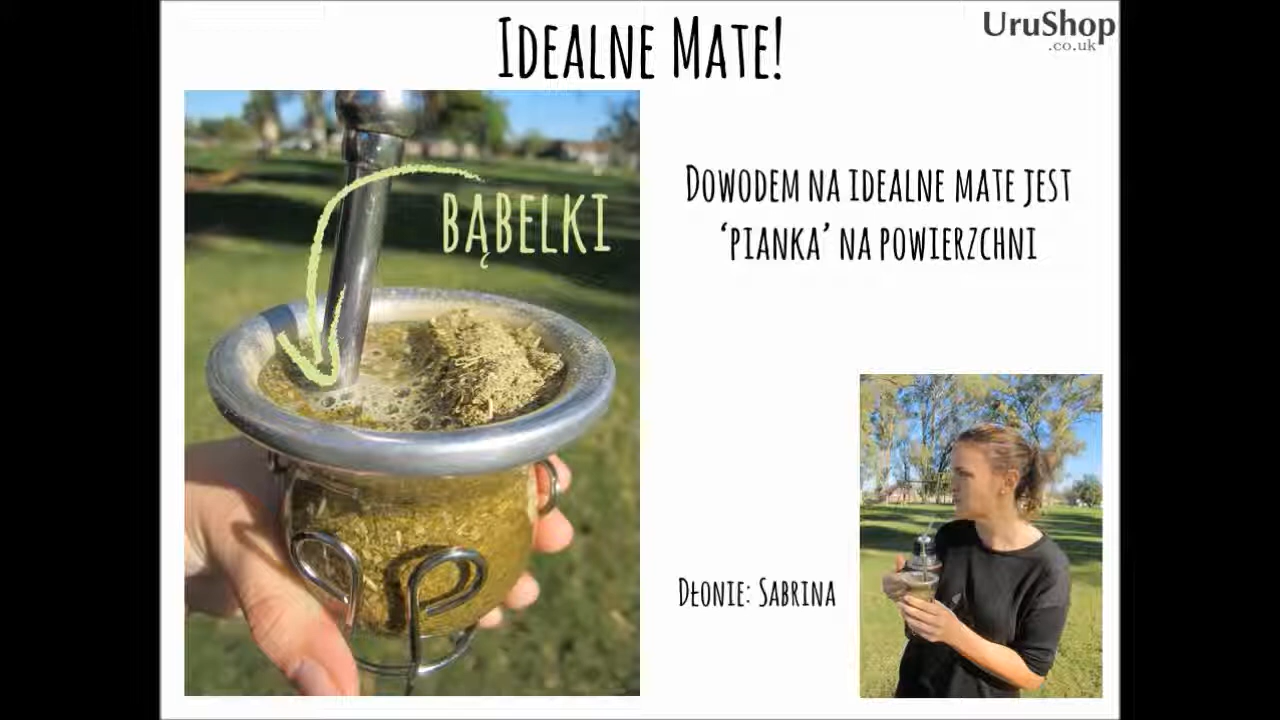 Idealne Mate!
UruShop
.co.uk
bąbelki
Dowodem na idealne mate jest
‘pianka’ na powierzchni
Dłonie: Sabrina